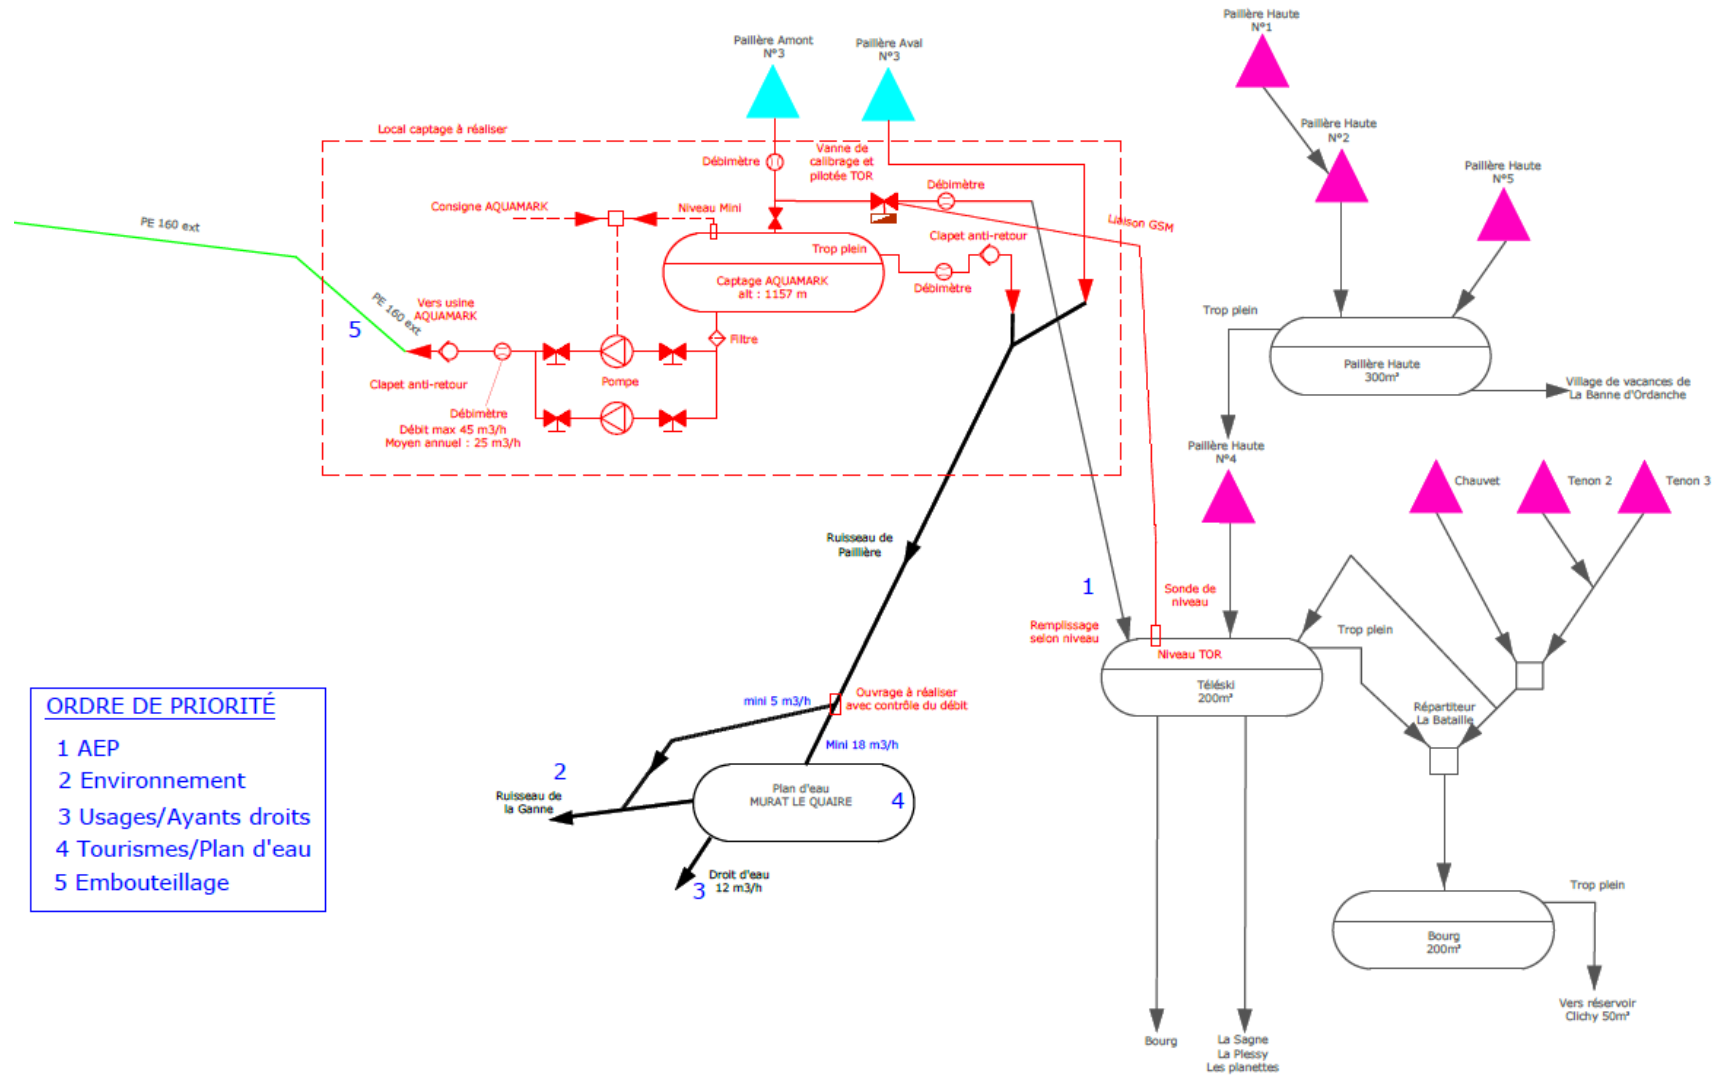 Paillère Haute
N°1
Paillère Amont
N°3
Paillère Aval
N°3
Paillère Haute
N°2
Paillère Haute
N°5
Local captage à réaliser
Débimètre
Vanne de
calibrage et
pilotée TOR
Débimètre
Consigne AQUAMARK
Niveau Mini
Liaison GSM
PE 160 ext
Trop plein
Clapet anti-retour
Captage AQUAMARK
alt : 1157 m
Débimètre
PE 160 ext
Vers usine
AQUAMARK
5
Filtre
Clapet anti-retour
Pompe
Débimètre
Débit max 45 m3/h
Moyen annuel : 25 m3/h
Trop plein
Paillère Haute
300m³
Village de vacances de
La Banne d'Ordanche
Paillère Haute
N°4
Chauvet
Tenon 2
Tenon 3
Ruisseau de
Paillière
1
Sonde de
niveau
Remplissage
selon niveau
Trop plein
Niveau TOR
Téléski
200m³
Répartiteur
La Bataille
mini 5 m3/h
Ouvrage à réaliser
avec contrôle du débit
Mini 18 m3/h
2
Ruisseau de
la Ganne
Plan d'eau
MURAT LE QUAIRE
4
Droit d'eau
12 m3/h
3
ORDRE DE PRIORITÉ
1 AEP
2 Environnement
3 Usages/Ayants droits
4 Tourismes/Plan d'eau
5 Embouteillage
Trop plein
Bourg
200m³
Vers réservoir
Clichy 50m³
Bourg
La Sagne
La Plessy
Les planettes